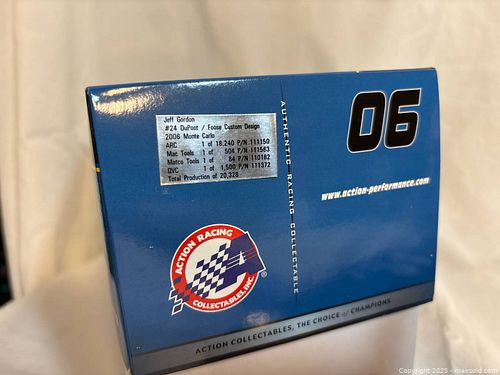 Jeff Gordon
#24 DuPont / Foose Custom Design
2006 Monte Carlo
ARC 1 of 18,240 P/N 111150
Mac Tools 1 of 504 P/N 111583
Matco Tools 1 of 84 P/N 110182
QVC 1 of 1,500 P/N 111372
Total Production of 20,328
AUTHENTIC RACING COLLECTABLE
06
www.action-performance.com
ACTION RACING
COLLECTABLES, INC.
®
ACTION COLLECTABLES, THE CHOICE of CHAMPIONS
Copyright 2025 - maxsold.com